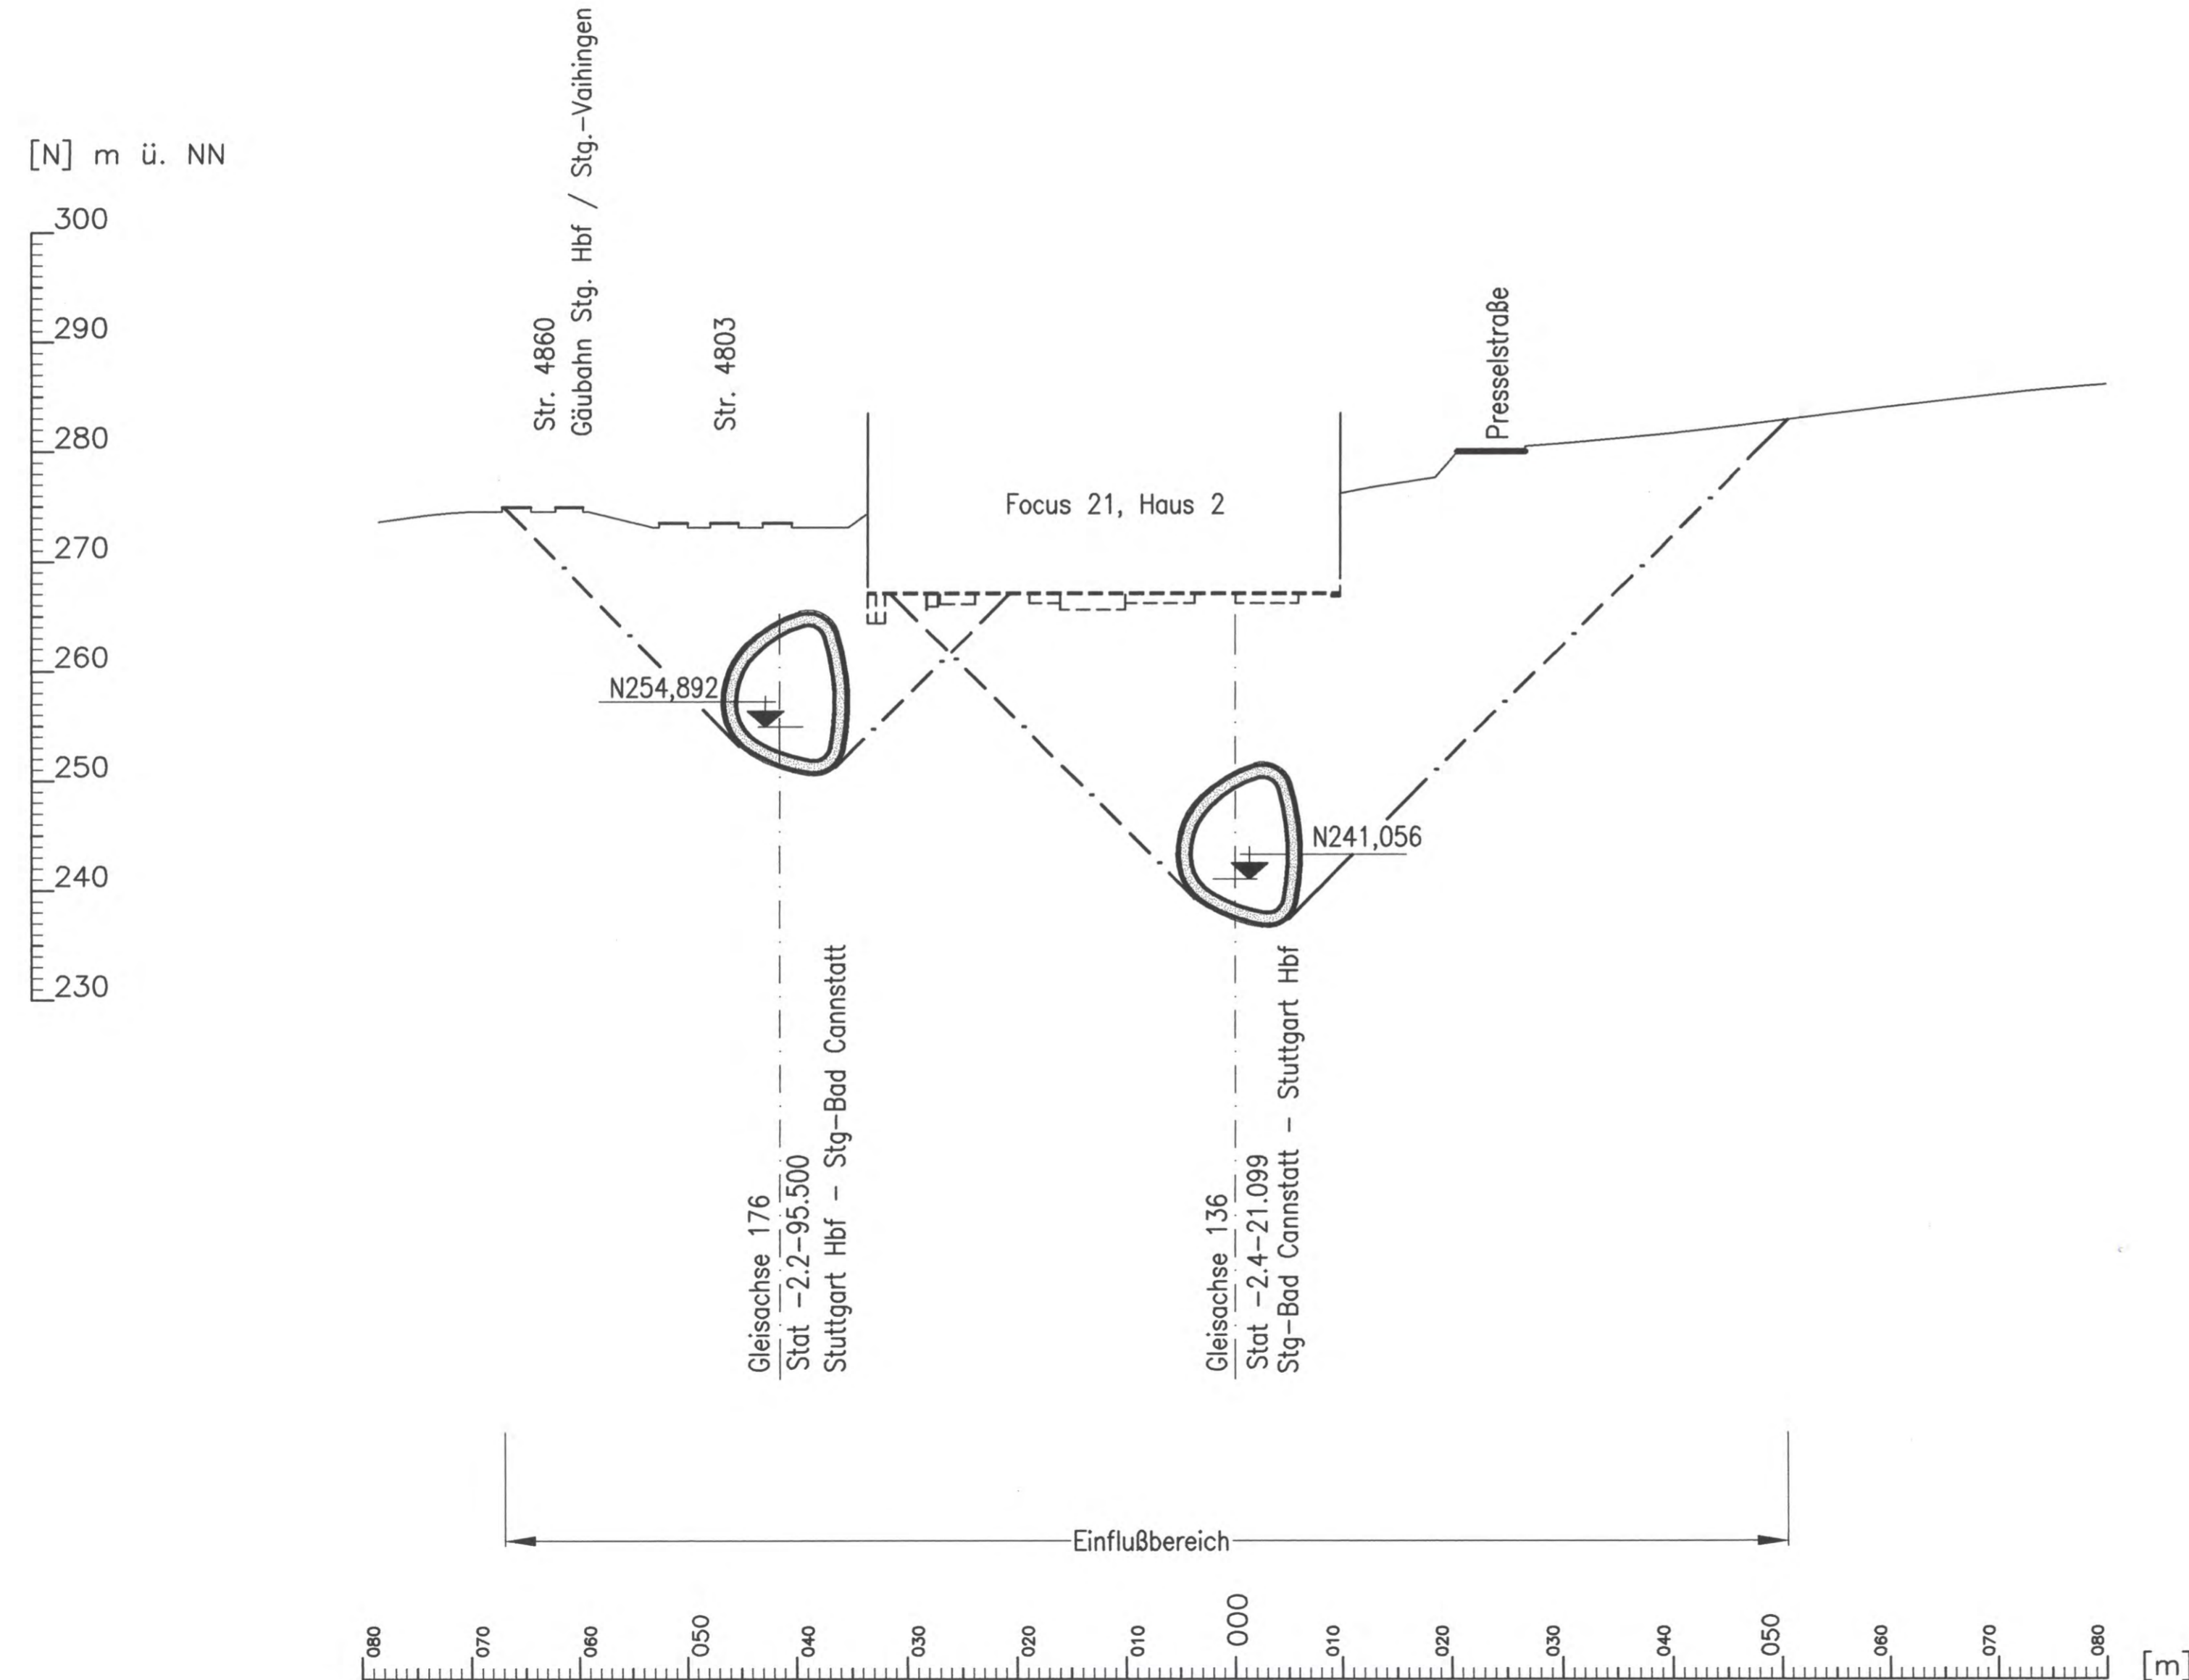 [N] m ü. NN
300
290
280
270
260
250
240
230
Str. 4860
Gäubahn Stg. Hbf / Stg.-Vaihingen
Str. 4803
Presselstraße
Focus 21, Haus 2
N254,892
N241,056
Gleisachse 176
Stat -2.2-95.500
Stuttgart Hbf - Stg-Bad Cannstatt
Gleisachse 136
Stat -2.4-21.099
Stg-Bad Cannstatt - Stuttgart Hbf
Einflußbereich
080 070 060 050 040 030 020 010 000 010 020 030 040 050 060 070 080 [m]